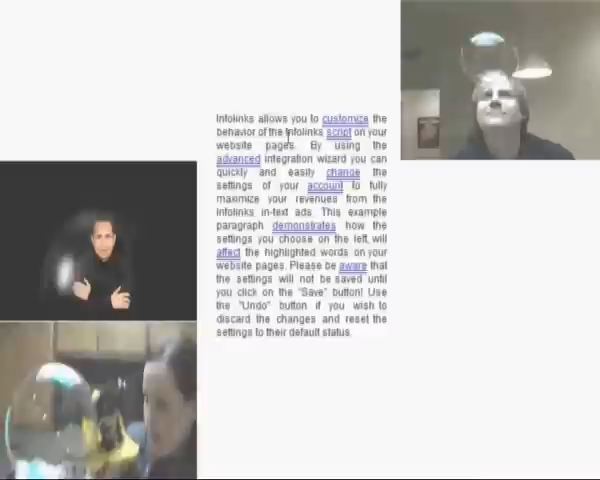 Infolinks allows you to customize the
behavior of the Infolinks script on your
website pages. By using the
advanced integration wizard you can
quickly and easily change the
settings of your account to fully
maximize your revenues from the
Infolinks in-text ads. This example
paragraph demonstrates how the
settings you choose on the left will
affect the highlighted words on your
website pages. Please be aware that
the settings will not be saved until
you click on the "Save" button! Use
the "Undo" button if you wish to
discard the changes and reset the
settings to their default status.